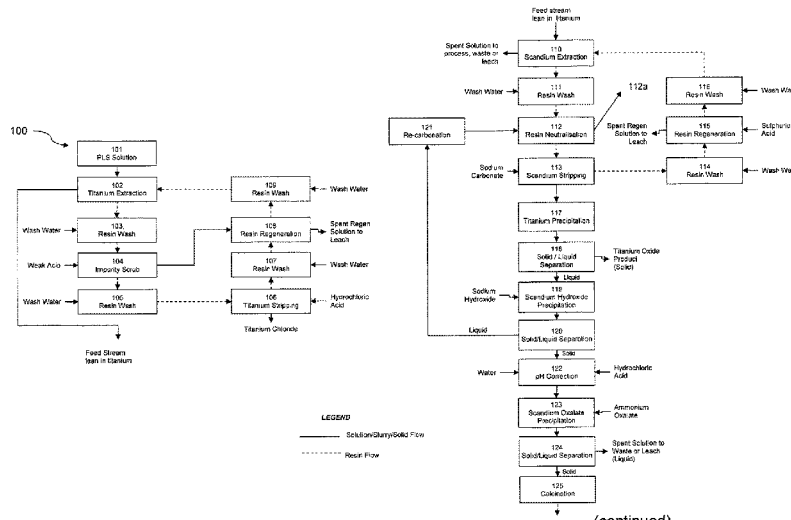 100
101
PLS Solution
102
Titanium Extraction
Wash Water
103
Resin Wash
Weak Acid
104
Impurity Scrub
Wash Water
105
Resin Wash
Feed Stream
lean in titanium
109
Resin Wash
Wash Water
108
Resin Regeneration
Spent Regen
Solution to
Leach
107
Resin Wash
Wash Water
106
Titanium Stripping
Hydrochloric
Acid
Titanium Chloride
LEGEND
Solution/Slurry/Solid Flow
Resin Flow
Feed stream
lean in titanium
Spent Solution to
process, waste or
leach
110
Scandium Extraction
Wash Water
111
Resin Wash
112a
121
Re-carbonation
112
Resin Neutralisation
Sodium
Carbonate
113
Scandium Stripping
116
Resin Wash
Wash Wa
Spent Regen
Solution to
Leach
115
Resin Regeneration
Sulphuric
Acid
114
Resin Wash
Wash Wa
117
Titanium Precipitation
118
Solid / Liquid
Separation
Titanium Oxide
Product
(Solid)
Liquid
Sodium
Hydroxide
119
Scandium Hydroxide
Precipitation
Liquid
120
Solid/Liquid Separation
Solid
Water
122
pH Correction
Hydrochloric
Acid
123
Scandium Oxalate
Precipitation
Ammonium
Oxalate
124
Solid/Liquid Separation
Spent Solution to
Waste or Leach
(Liquid)
Solid
125
Calcination
(continued)